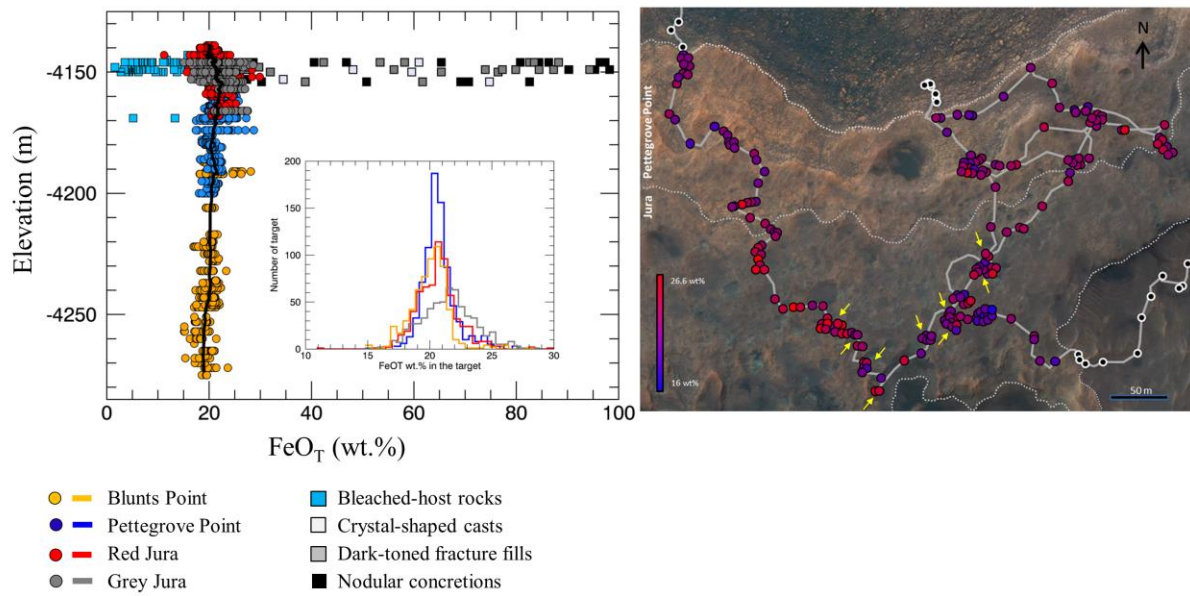 Elevation (m)
-4150
-4200
-4250
0
20
40
60
80
100
FeOT (wt.%)
Number of target
200
150
100
50
0
10
15
20
25
30
FeOT wt.% in the target
Blunts Point
Pettegrove Point
Red Jura
Grey Jura
Bleached-host rocks
Crystal-shaped casts
Dark-toned fracture fills
Nodular concretions
N
Pettegrove Point
Jura
26.6 wt%
16 wt%
50 m